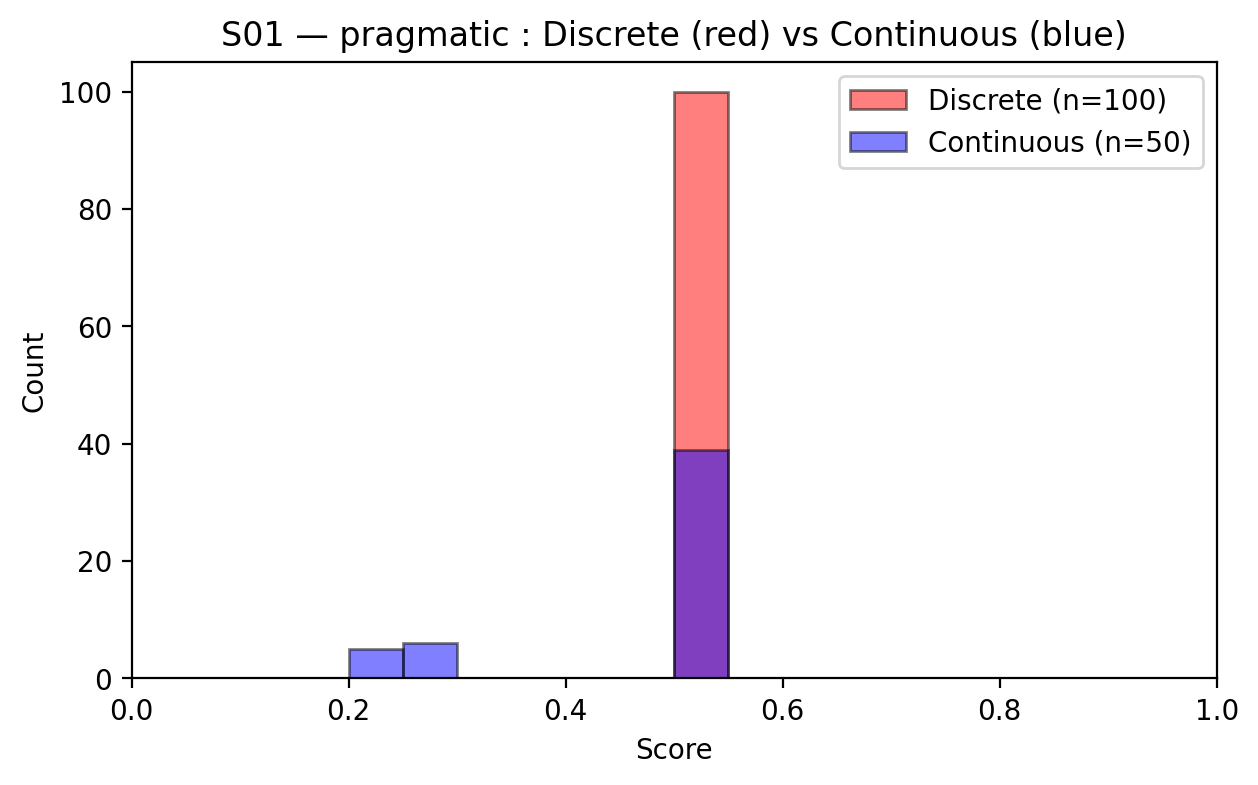 S01 — pragmatic : Discrete (red) vs Continuous (blue)
Discrete (n=100)
Continuous (n=50)
100
80
60
40
20
0
Count
0.0 0.2 0.4 0.6 0.8 1.0
Score